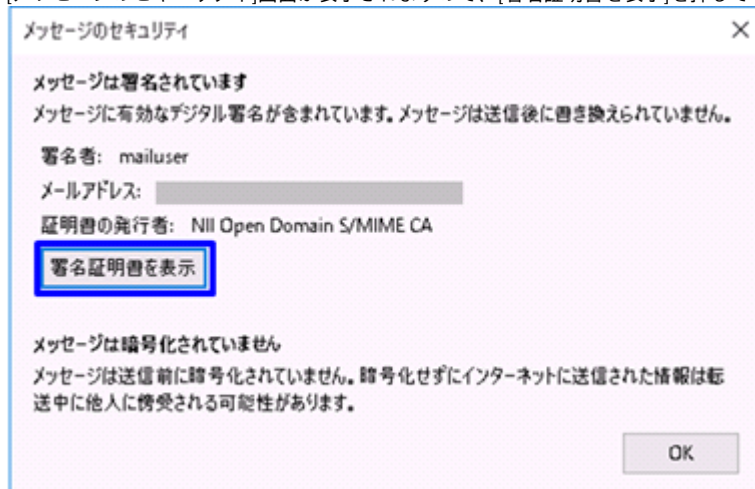 メッセージのセキュリティ
メッセージは署名されています
メッセージに有効なデジタル署名が含まれています。メッセージは送信後に書き換えられていません。
署名者: mailuser
メールアドレス:
証明書の発行者: NII Open Domain S/MIME CA
署名証明書を表示
メッセージは暗号化されていません
メッセージは送信前に暗号化されていません。暗号化せずにインターネットに送信された情報は転
送中に他人に傍受される可能性があります。
OK